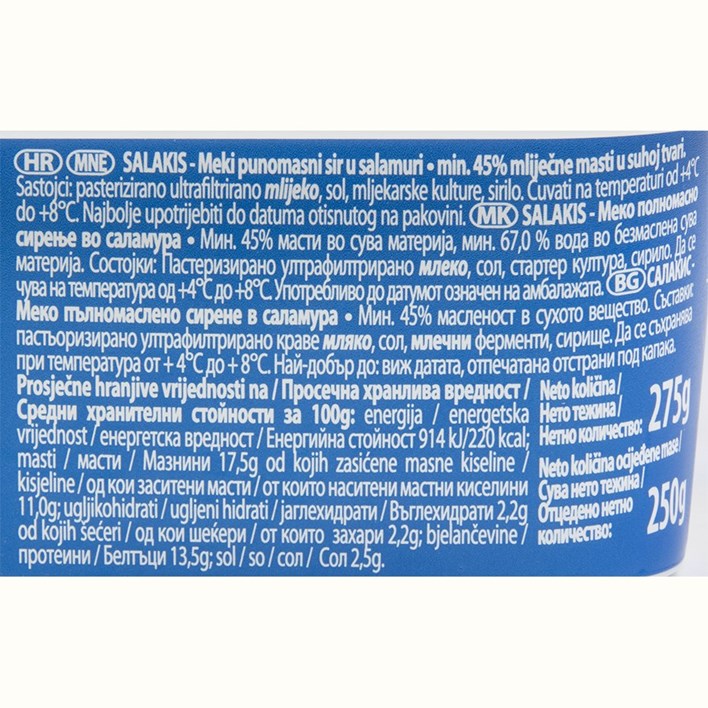 HR MNE SALAKIS - Meki punomasni sir u salamuri • min. 45% mliječne masti u suhoj tvari.
Sastojci: pasterizirano ultrafiltrirano mlijeko, sol, mljekarske kulture, sirilo. Čuvati na temperaturi od +4°C
do +8°C. Najbolje upotrijebiti do datuma otisnutog na pakovini. MK SALAKIS - Меко полномасно
сирење во саламура • Мин. 45% масти во сува материја, мин. 67,0 % вода во безмаслена сува
материја. Состојки: Пастеризирано ултрафилтрирано млеко, сол, стартер култура, сирило. Да се
чува на температура од +4°C до +8°C. Употребливо до датумот означен на амбалажата. BG САЛАКИС -
Меко пълномаслено сирене в саламура • Мин. 45% масленост в сухото вещество. Съставки:
пастьоризирано ултрафилтрирано краве мляко, сол, млечни ферменти, сирище. Да се съхранява
при температура от + 4°C до + 8°C. Най-добър до: виж датата, отпечатана отстрани под капака.
Prosječne hranjive vrijednosti na / Просечна хранлива вредност /
Средни хранителни стойности за 100g: energija / energetska
vrijednost / енергетска вредност / Енергийна стойност 914 kJ/220 kcal;
masti / масти / Мазнини 17,5g od kojih zasićene masne kiseline /
kisjeline / од кои заситени масти / от които наситени мастни киселини
11,0g; ugljikohidrati / ugljeni hidrati / јаглехидрати / Въглехидрати 2,2g
od kojih šećeri / од кои шеќери / от които захари 2,2g; bjelančevine /
proteini / Белтъци 13,5g; sol / so / сол / Сол 2,5g.
Neto količina /
Нето тежина /
Нетно количество: 275g
Neto količina ocijeđene mase /
Сува нето тежина /
Отцедено нетно
количество: 250g